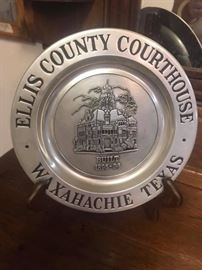 ELLIS COUNTY COURTHOUSE
BUILT
WAXAHACHIE TEXAS